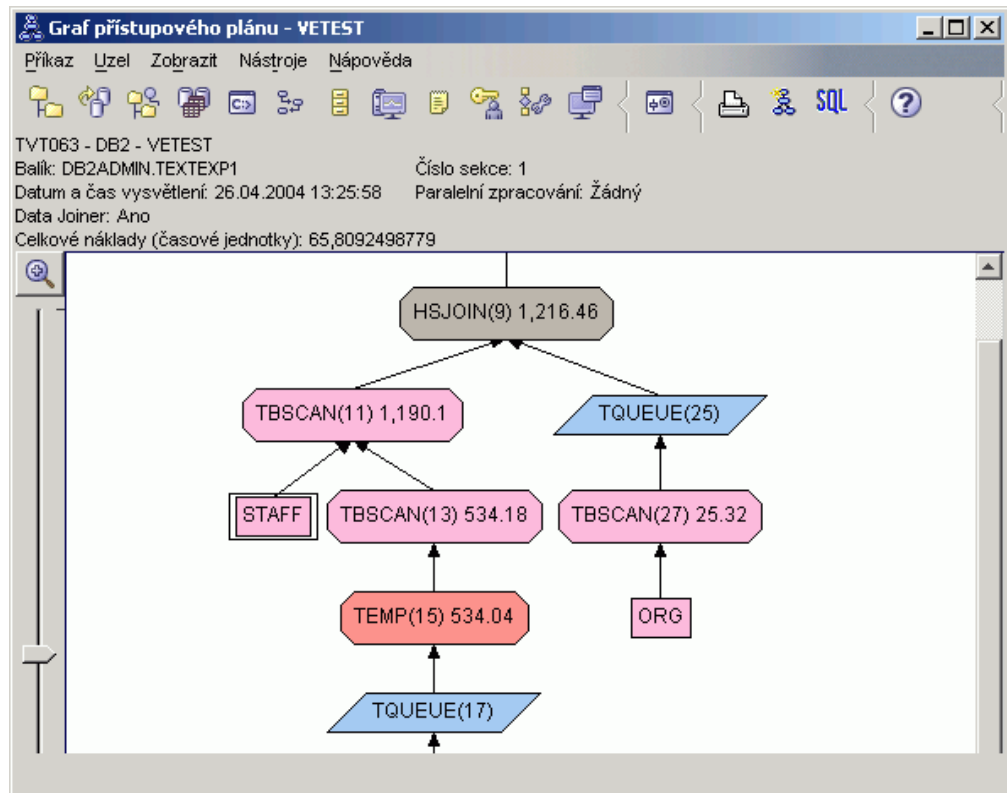 Graf přístupového plánu - VETEST
Příkaz Uzel Zobrazit Nástroje Nápověda
C:> SQL ?
TVT063 - DB2 - VETEST
Balík: DB2ADMIN.TEXTEXP1 Číslo sekce: 1
Datum a čas vysvětlení: 26.04.2004 13:25:58 Paralelní zpracování: Žádný
Data Joiner: Ano
Celkové náklady (časové jednotky): 65,8092498779
HSJOIN(9) 1,216.46
TBSCAN(11) 1,190.1 TQUEUE(25)
STAFF TBSCAN(13) 534.18 TBSCAN(27) 25.32
TEMP(15) 534.04 ORG
TQUEUE(17)